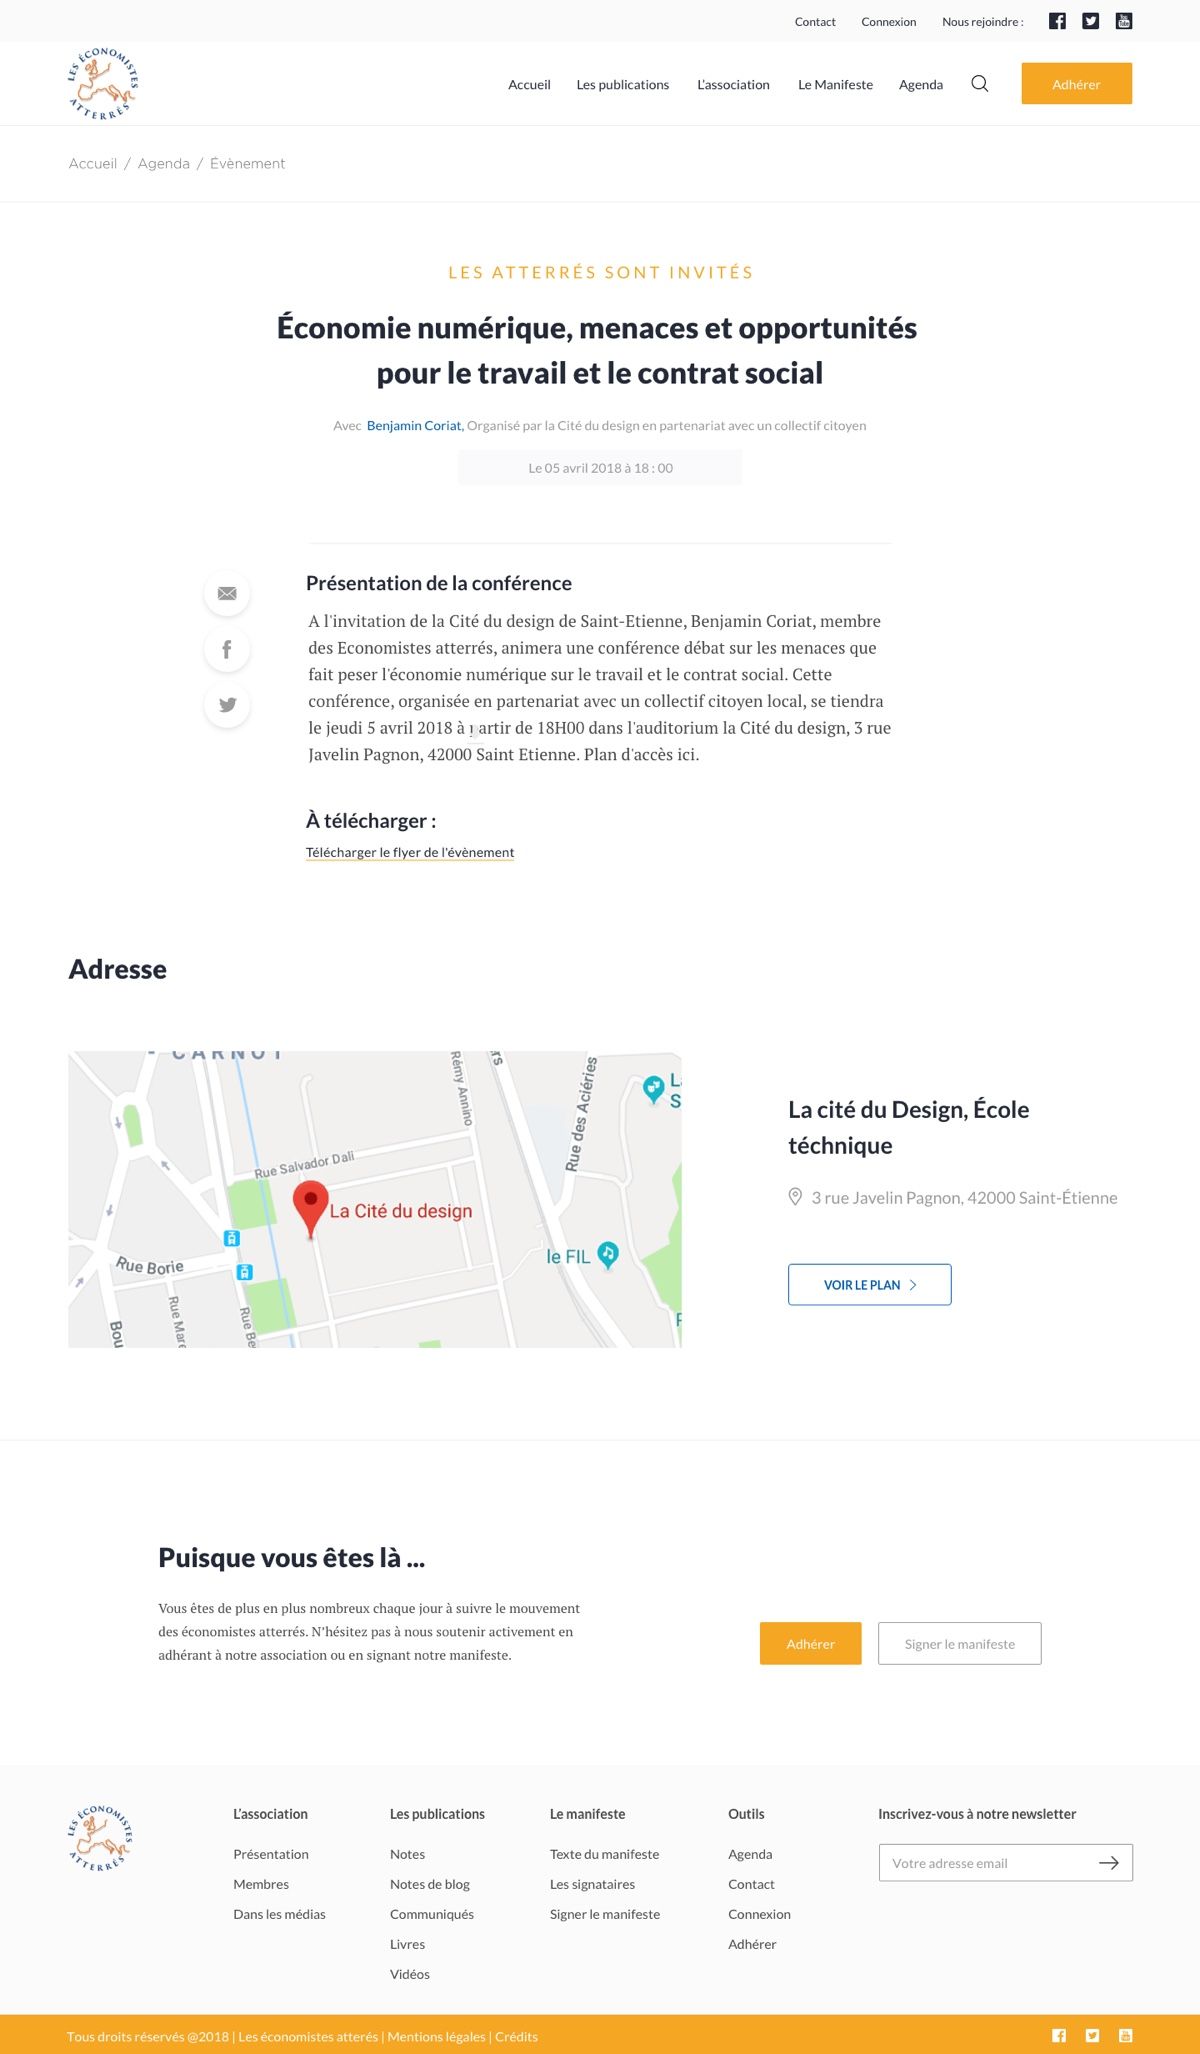 Contact Connexion Nous rejoindre :
LES ÉCONOMISTES ATTERRÉS
Accueil Les publications L'association Le Manifeste Agenda Adhérer
Accueil / Agenda / Évènement
LES ATTERRÉS SONT INVITÉS
Économie numérique, menaces et opportunités
pour le travail et le contrat social
Avec Benjamin Coriat, Organisé par la Cité du design en partenariat avec un collectif citoyen
Le 05 avril 2018 à 18 : 00
Présentation de la conférence
A l'invitation de la Cité du design de Saint-Etienne, Benjamin Coriat, membre
des Economistes atterrés, animera une conférence débat sur les menaces que
fait peser l'économie numérique sur le travail et le contrat social. Cette
conférence, organisée en partenariat avec un collectif citoyen local, se tiendra
le jeudi 5 avril 2018 à partir de 18H00 dans l'auditorium la Cité du design, 3 rue
Javelin Pagnon, 42000 Saint Etienne. Plan d'accès ici.
À télécharger :
Télécharger le flyer de l'évènement
Adresse
CARNOT
Rémy Annino
Rue des Aciéries
Rue Salvador Dali
La Cité du design
le FIL
Rue Borie
La cité du Design, École
téchnique
3 rue Javelin Pagnon, 42000 Saint-Étienne
VOIR LE PLAN
Puisque vous êtes là ...
Vous êtes de plus en plus nombreux chaque jour à suivre le mouvement
des économistes atterrés. N'hésitez pas à nous soutenir activement en
adhérant à notre association ou en signant notre manifeste.
Adhérer Signer le manifeste
LES ÉCONOMISTES ATTERRÉS
L'association
Présentation
Membres
Dans les médias
Les publications
Notes
Notes de blog
Communiqués
Livres
Vidéos
Le manifeste
Texte du manifeste
Les signataires
Signer le manifeste
Outils
Agenda
Contact
Connexion
Adhérer
Inscrivez-vous à notre newsletter
Votre adresse email
Tous droits réservés @2018 | Les économistes atterés | Mentions légales | Crédits